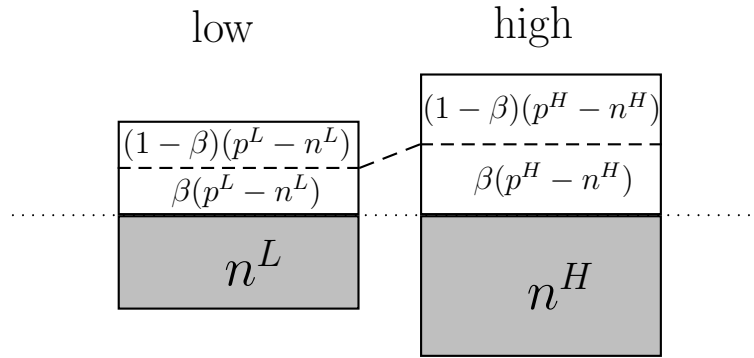 low high
(1 − β)(p^L − n^L) (1 − β)(p^H − n^H)
β(p^L − n^L) β(p^H − n^H)
n^L n^H